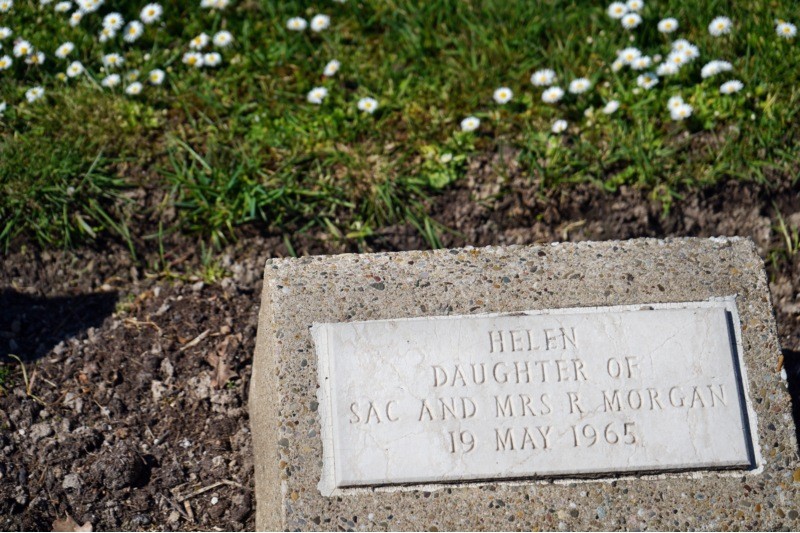 HELEN
DAUGHTER OF
SAC AND MRS R MORGAN
19 MAY 1965